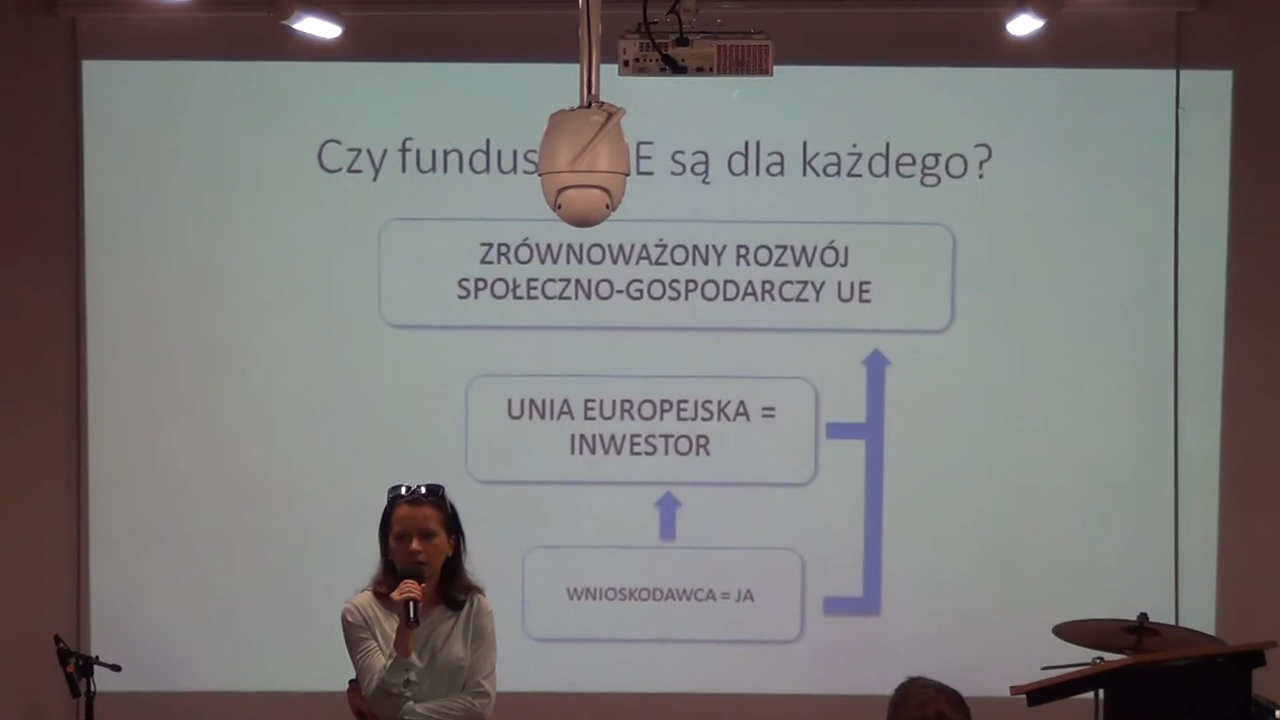 Czy fundus E są dla każdego?
ZRÓWNOWAŻONY ROZWÓJ
SPOŁECZNO-GOSPODARCZY UE
UNIA EUROPEJSKA =
INWESTOR
WNIOSKODAWCA = JA